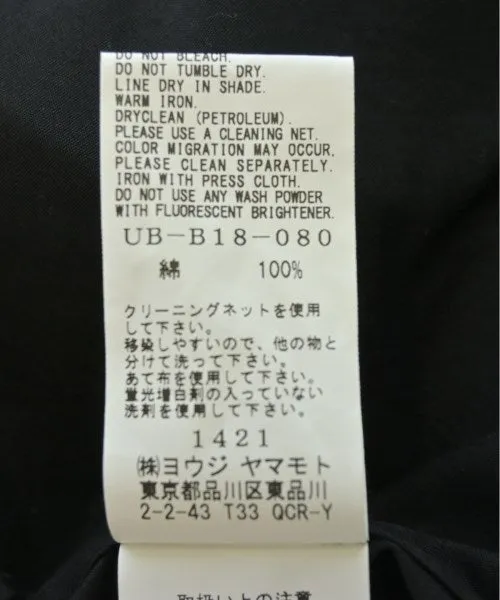 DO NOT BLEACH.
DO NOT TUMBLE DRY.
LINE DRY IN SHADE.
WARM IRON.
DRYCLEAN (PETROLEUM).
PLEASE USE A CLEANING NET.
COLOR MIGRATION MAY OCCUR.
PLEASE CLEAN SEPARATELY.
IRON WITH PRESS CLOTH.
DO NOT USE ANY WASH POWDER
WITH FLUORESCENT BRIGHTENER.
UB-B18-080
綿 100%
クリーニングネットを使用
して下さい。
移染しやすいので、他の物と
分けて洗って下さい。
あて布を使用して下さい。
蛍光増白剤の入っていない
洗剤を使用して下さい。
1421
㈱ヨウジ ヤマモト
東京都品川区東品川
2-2-43 T33 QCR-Y
取扱い上の注意